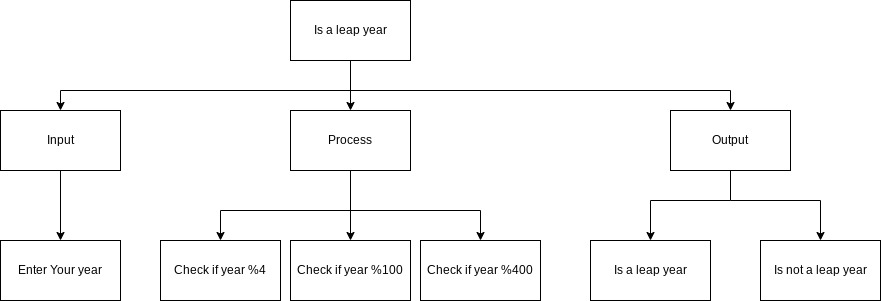 Is a leap year
Input
Process
Output
Enter Your year
Check if year %4
Check if year %100
Check if year %400
Is a leap year
Is not a leap year